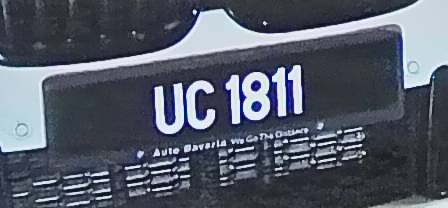 UC 1811
Auto Bavaria We Go The Distance